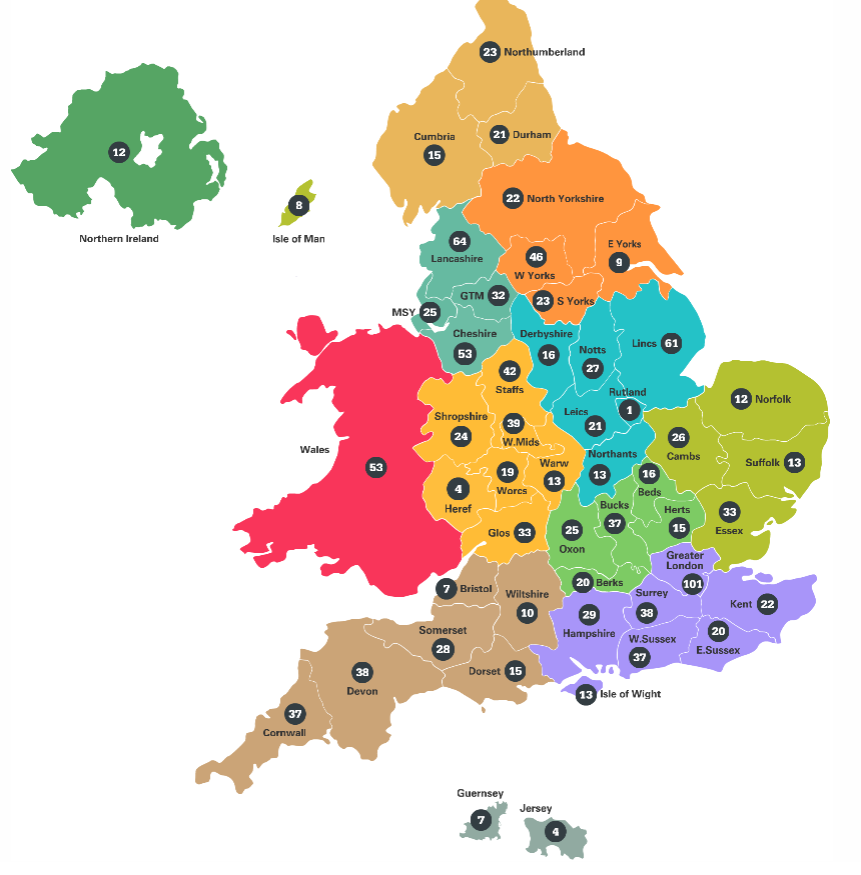 23 Northumberland
21 Durham
Cumbria
15
12
Northern Ireland
8
Isle of Man
22 North Yorkshire
64
Lancashire
46
W Yorks
E Yorks
9
GTM 32
23 S Yorks
MSY 25
Cheshire
53
Derbyshire
16
Notts
27
Lincs 61
42
Staffs
Rutland
1
Leics
21
12 Norfolk
Shropshire
24
39
W.Mids
26
Cambs
Suffolk 13
Wales
53
Northants
13
Warw
13
19
Worcs
4
Heref
16
Beds
Bucks
37
Herts
15
33
Essex
Glos 33
25
Oxon
Greater
London
101
7 Bristol
Wiltshire
10
20 Berks
Surrey
38
Kent 22
29
Hampshire
W.Sussex
37
20
E.Sussex
Somerset
28
38
Devon
Dorset 15
13 Isle of Wight
37
Cornwall
Guernsey
7
Jersey
4